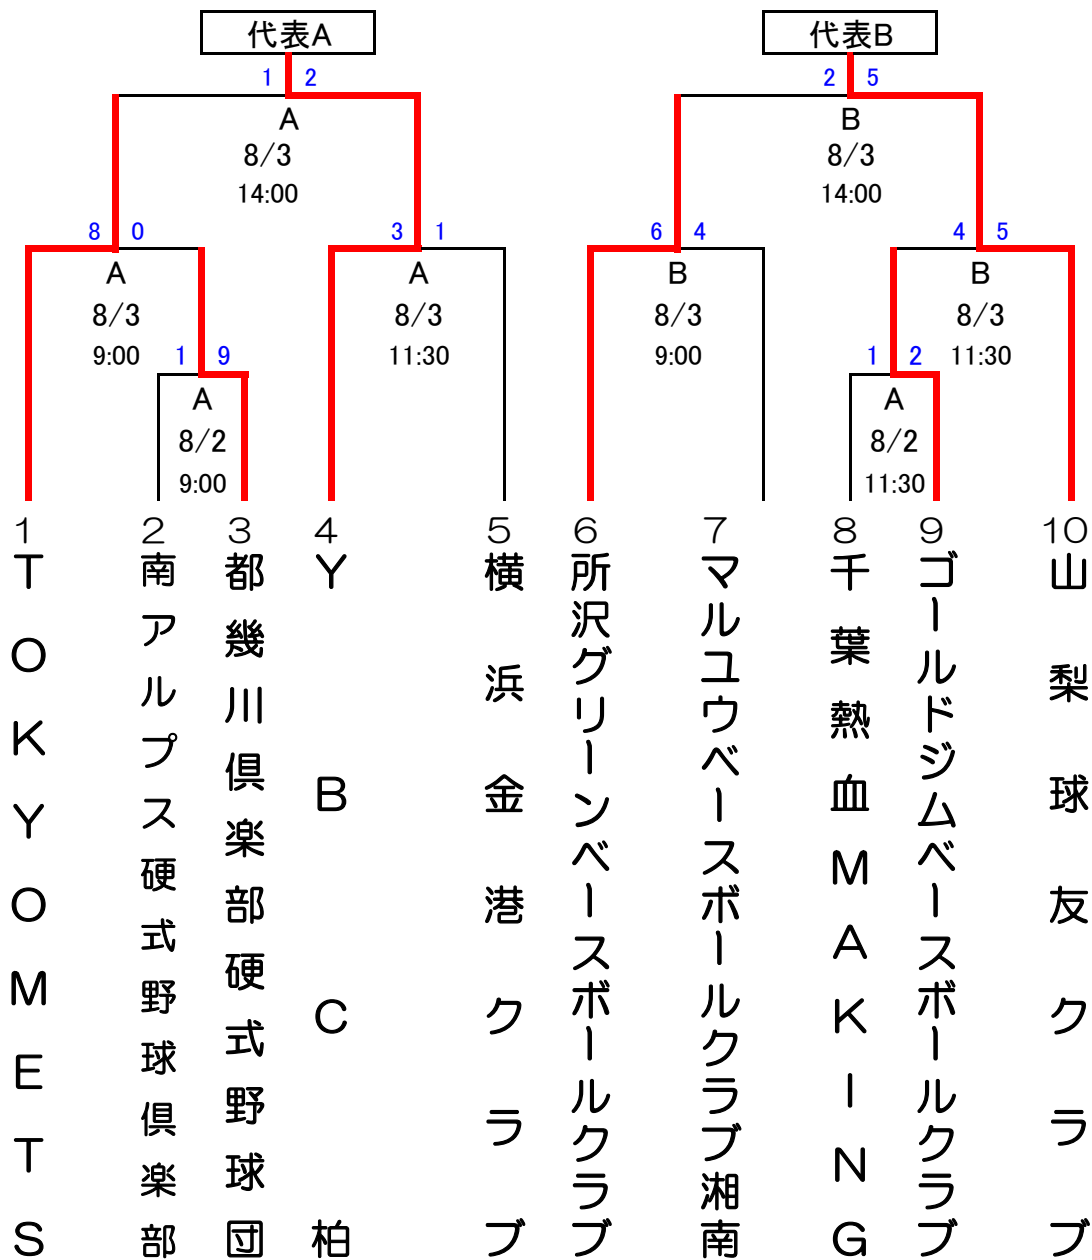 代表A
代表B
1 2
2 5
A
8/3
14:00
B
8/3
14:00
8 0
3 1
6 4
4 5
A
8/3
9:00
A
8/3
11:30
B
8/3
9:00
B
8/3
11:30
1 9
1 2
A
8/2
9:00
A
8/2
11:30
1
TOKYOMETS
2
南アルプス硬式野球倶楽部
3
都幾川倶楽部硬式野球団
4
YBC柏
5
横浜金港クラブ
6
所沢グリーンベースボールクラブ
7
マルユウベースボールクラブ湘南
8
千葉熱血MAKING
9
ゴールドジムベースボールクラブ
10
山梨球友クラブ